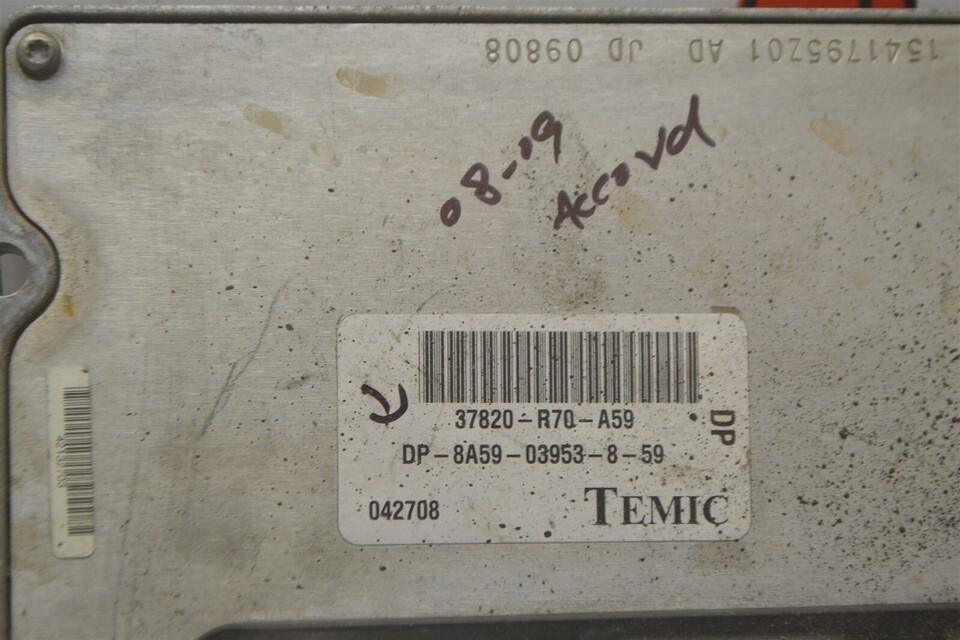 1541795Z01 AD JD 09808
08-09
Accord
37820-R70-A59
DP-8A59-03953-8-59
DP
042708 TEMIC